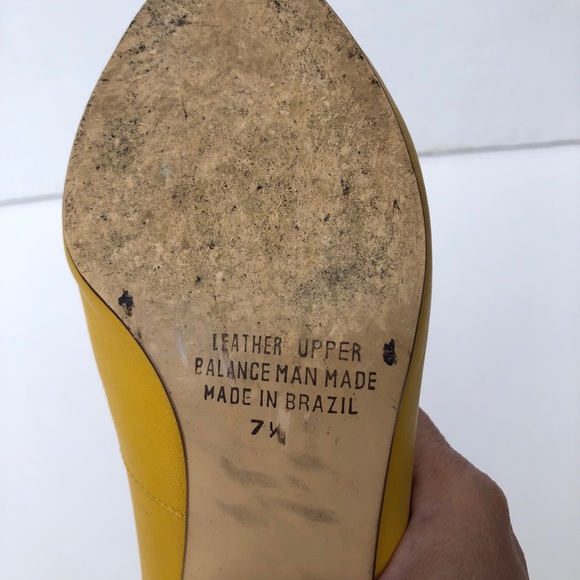 LEATHER UPPER
BALANCE MAN MADE
MADE IN BRAZIL
7½